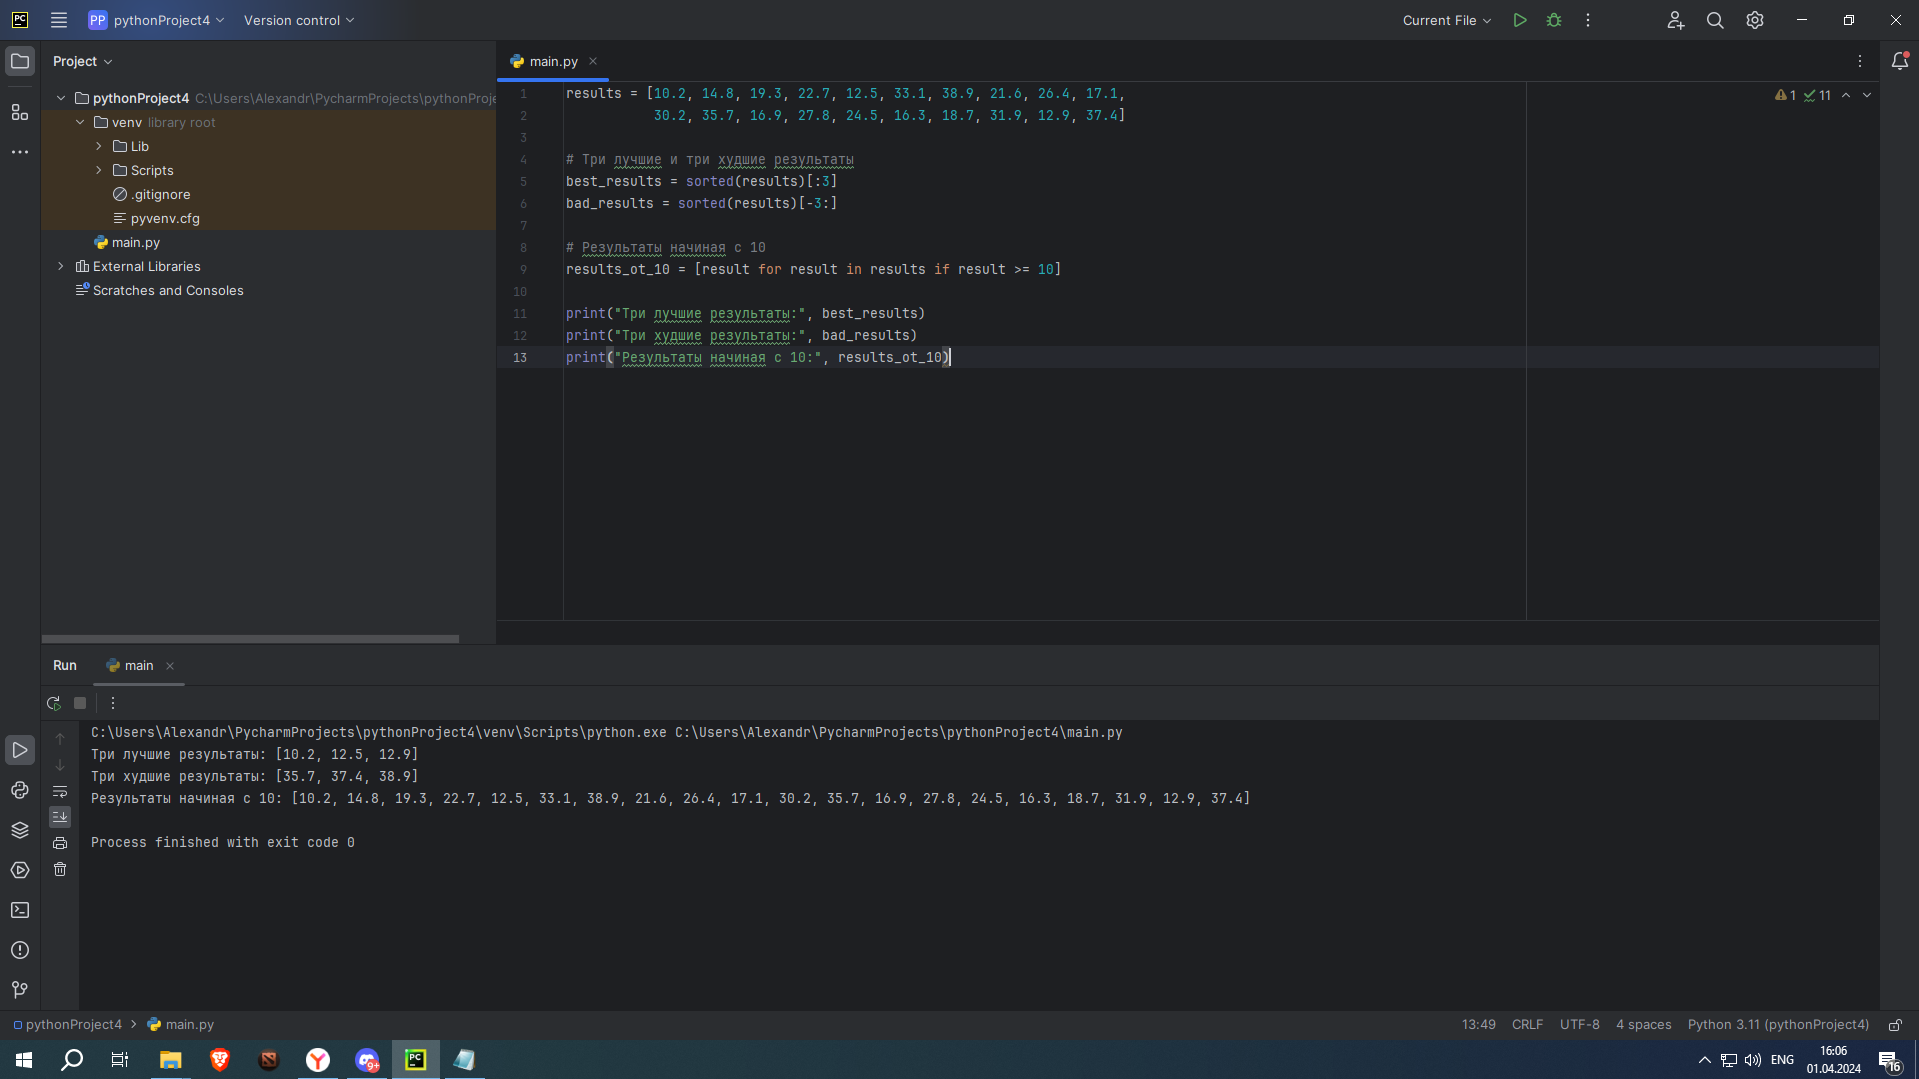 PC
PP pythonProject4 Version control Current File
Project
main.py
pythonProject4 C:\Users\Alexandr\PycharmProjects\pythonProje
venv library root
Lib
Scripts
.gitignore
pyvenv.cfg
main.py
External Libraries
Scratches and Consoles
1 results = [10.2, 14.8, 19.3, 22.7, 12.5, 33.1, 38.9, 21.6, 26.4, 17.1,
1 11
2 30.2, 35.7, 16.9, 27.8, 24.5, 16.3, 18.7, 31.9, 12.9, 37.4]
3
4 # Три лучшие и три худшие результаты
5 best_results = sorted(results)[:3]
6 bad_results = sorted(results)[-3:]
7
8 # Результаты начиная с 10
9 results_ot_10 = [result for result in results if result >= 10]
10
11 print("Три лучшие результаты:", best_results)
12 print("Три худшие результаты:", bad_results)
13 print("Результаты начиная с 10:", results_ot_10)
Run main
C:\Users\Alexandr\PycharmProjects\pythonProject4\venv\Scripts\python.exe C:\Users\Alexandr\PycharmProjects\pythonProject4\main.py
Три лучшие результаты: [10.2, 12.5, 12.9]
Три худшие результаты: [35.7, 37.4, 38.9]
Результаты начиная с 10: [10.2, 14.8, 19.3, 22.7, 12.5, 33.1, 38.9, 21.6, 26.4, 17.1, 30.2, 35.7, 16.9, 27.8, 24.5, 16.3, 18.7, 31.9, 12.9, 37.4]
Process finished with exit code 0
pythonProject4 main.py 13:49 CRLF UTF-8 4 spaces Python 3.11 (pythonProject4)
9+ PC ENG 16:06
01.04.2024
16